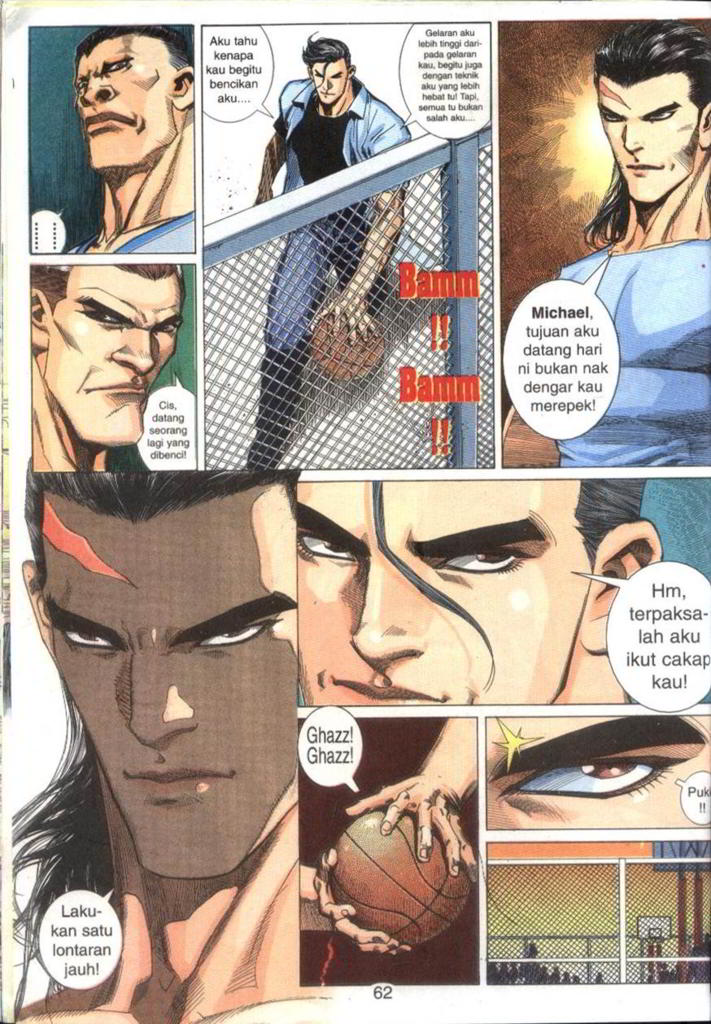 Aku tahu
kenapa
kau begitu
bencikan
aku....
Gelaran aku
lebih tinggi dari-
pada gelaran
kau, begitu juga
dengan teknik
aku yang lebih
hebat tu! Tapi,
semua tu bukan
salah aku....
Bamm
!!
Bamm
!!
Michael,
tujuan aku
datang hari
ni bukan nak
dengar kau
merepek!
Cis,
datang
seorang
lagi yang
dibenci!
Hm,
terpaksa-
lah aku
ikut cakap
kau!
Laku-
kan satu
lontaran
jauh!
Ghazz!
Ghazz!
!!
62